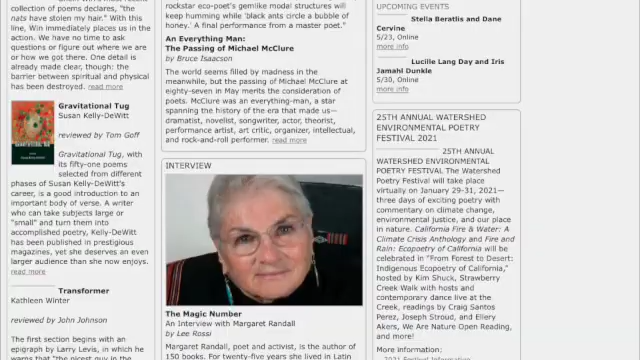 collection of poems declares, "the
nats have stolen my hair." With this
line, Win immediately places us in the
action. We have no time to ask
questions or figure out where we are
or how we got there. One detail is
already made clear, though: the
barrier between spiritual and physical
has been destroyed. read more
Gravitational Tug
Susan Kelly-DeWitt
reviewed by Tom Goff
Gravitational Tug, with
its fifty-one poems
selected from different
phases of Susan Kelly-DeWitt's
career, is a good introduction to an
important body of verse. A writer
who can take subjects large or
"small" and turn them into
accomplished poetry, Kelly-DeWitt
has been published in prestigious
magazines, yet she deserves an even
larger audience than she now enjoys.
read more
Transformer
Kathleen Winter
reviewed by John Johnson
The first section begins with an
epigraph by Larry Levis, in which he
rockstar eco-poet's gemlike modal structures will
keep humming while 'black ants circle a bubble of
honey.' A final performance from a master poet."
An Everything Man:
The Passing of Michael McClure
by Bruce Isaacson
The world seems filled by madness in the
meanwhile, but the passing of Michael McClure at
eighty-seven in May merits the consideration of
poets. McClure was an everything-man, a star
spanning the history of the era that made us—
dramatist, novelist, songwriter, actor, theorist,
performance artist, art critic, organizer, intellectual,
and rock-and-roll performer. read more
INTERVIEW
The Magic Number
An Interview with Margaret Randall
by Lee Rossi
Margaret Randall, poet and activist, is the author of
150 books. For twenty-five years she lived in Latin
UPCOMING EVENTS
Stella Beratlis and Dane
Cervine
5/23, Online
more info
Lucille Lang Day and Iris
Jamahl Dunkle
5/30, Online
more info
25TH ANNUAL WATERSHED
ENVIRONMENTAL POETRY
FESTIVAL 2021
25TH ANNUAL
WATERSHED ENVIRONMENTAL
POETRY FESTIVAL The Watershed
Poetry Festival will take place
virtually on January 29-31, 2021—
three days of exciting poetry with
commentary on climate change,
environmental justice, and our place
in nature. California Fire & Water: A
Climate Crisis Anthology and Fire and
Rain: Ecopoetry of California will be
celebrated in "From Forest to Desert:
Indigenous Ecopoetry of California,"
hosted by Kim Shuck, Strawberry
Creek Walk with hosts and
contemporary dance live at the
Creek, readings by Craig Santos
Perez, Joseph Stroud, and Ellery
Akers, We Are Nature Open Reading,
and more!
More information:
2021 Festival Information